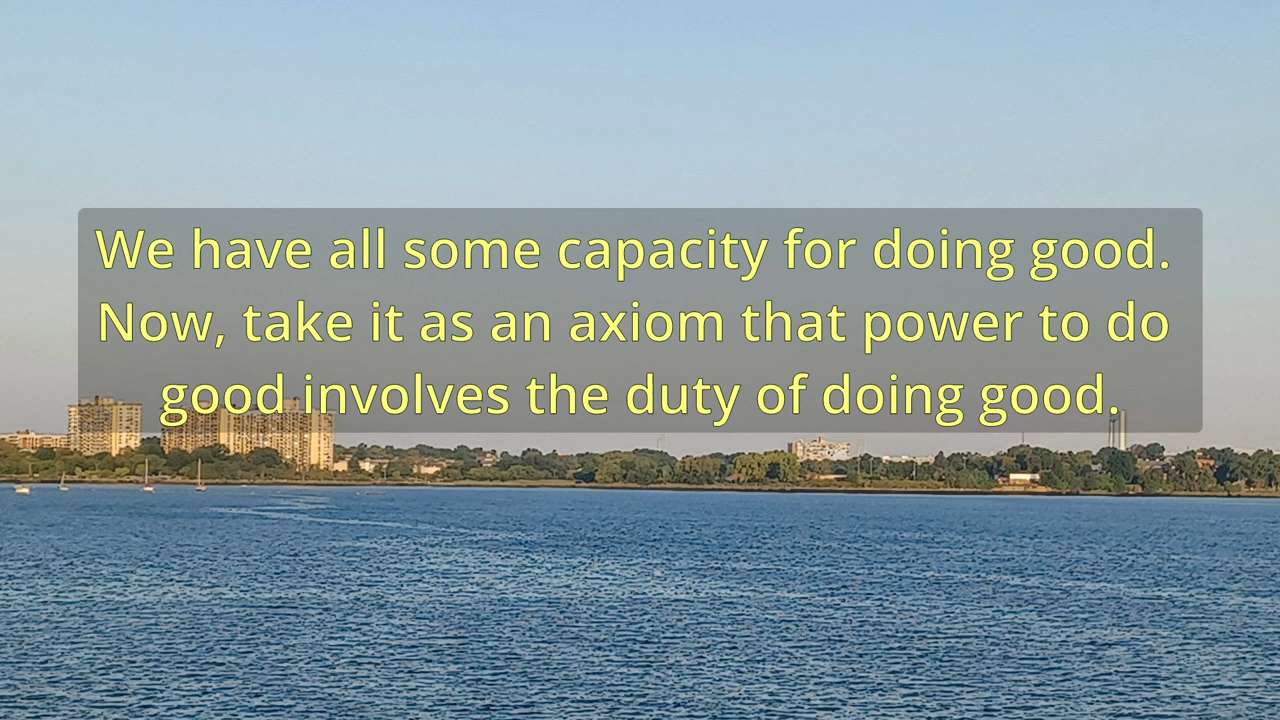 We have all some capacity for doing good.
Now, take it as an axiom that power to do
good involves the duty of doing good.